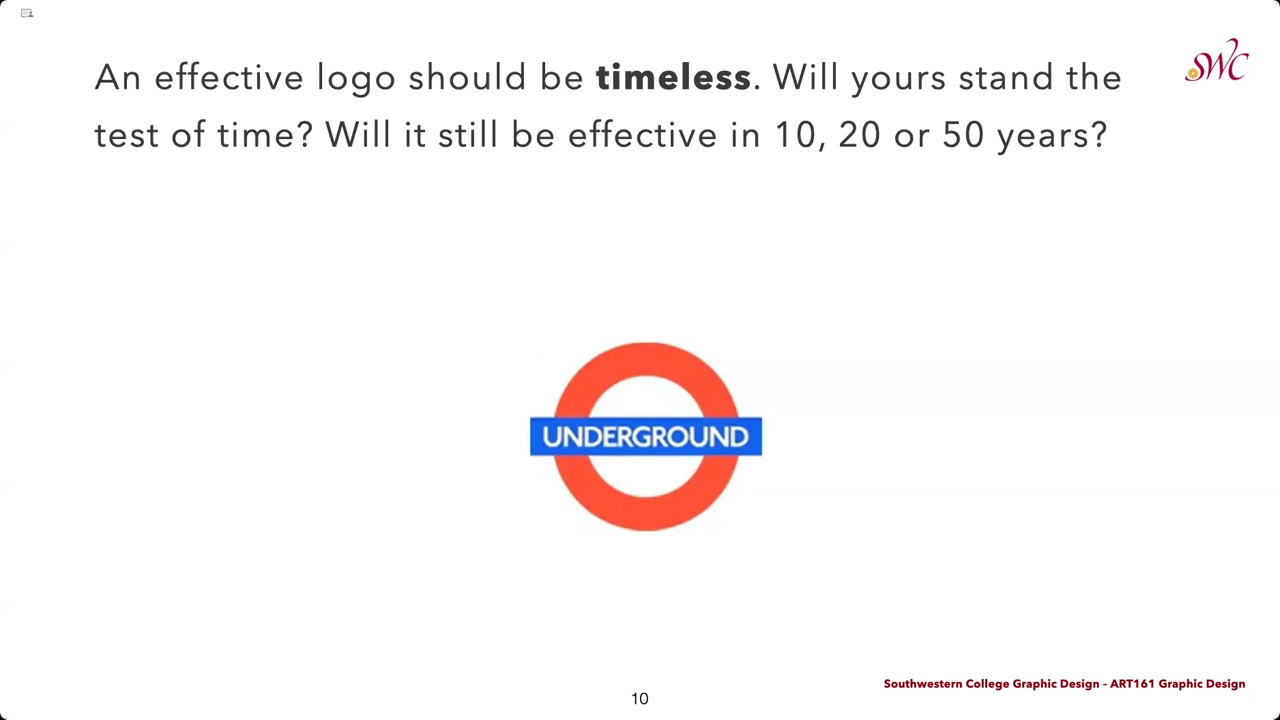 An effective logo should be timeless. Will yours stand the
test of time? Will it still be effective in 10, 20 or 50 years?
SWC
UNDERGROUND
Southwestern College Graphic Design – ART161 Graphic Design
10